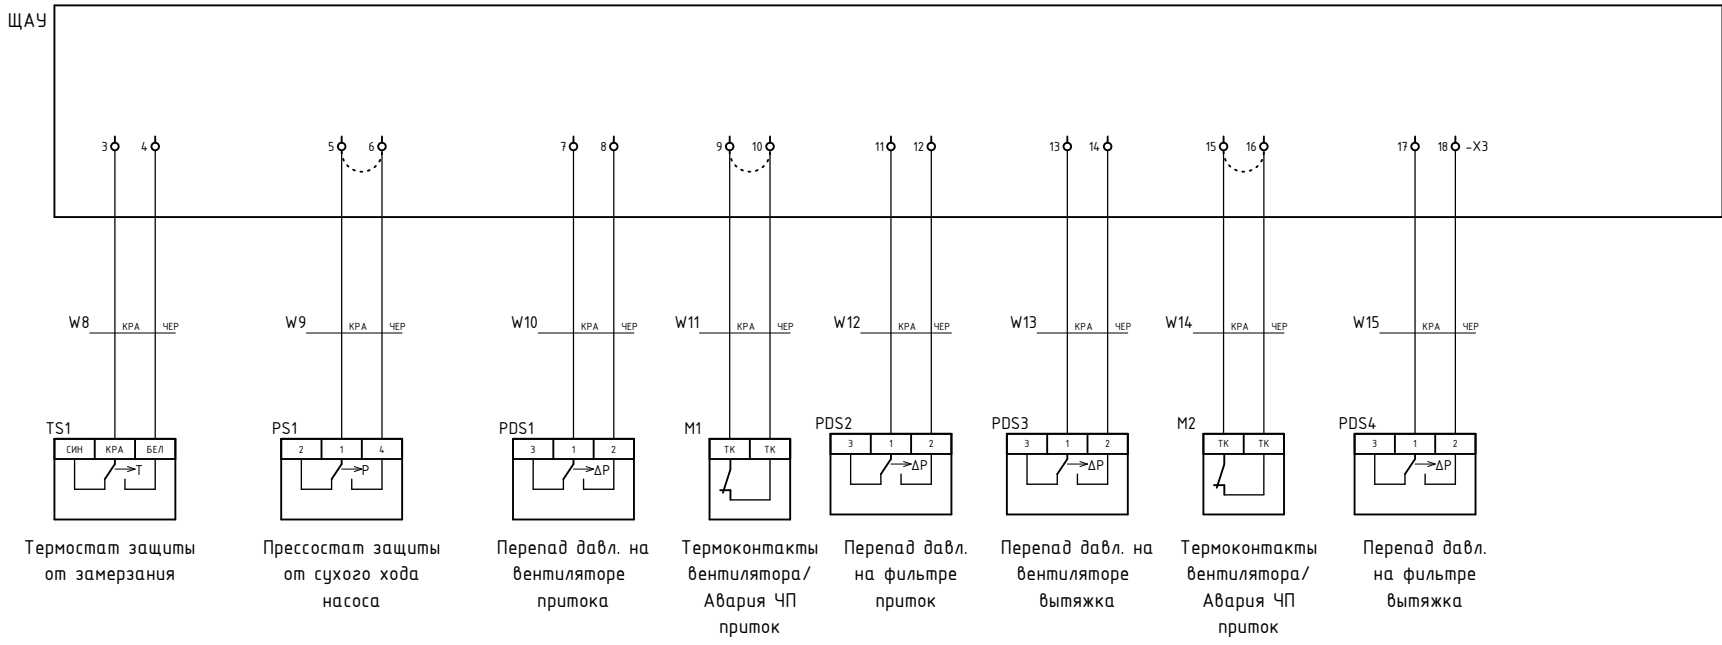 ЩАУ
3 4 5 6 7 8 9 10 11 12 13 14 15 16 17 18 -X3
W8 КРА ЧЕР W9 КРА ЧЕР W10 КРА ЧЕР W11 КРА ЧЕР W12 КРА ЧЕР W13 КРА ЧЕР W14 КРА ЧЕР W15 КРА ЧЕР
TS1
СИН КРА БЕЛ
T
Термостат защиты
от замерзания
PS1
2 1 4
P
Прессостат защиты
от сухого хода
насоса
PDS1
3 1 2
ΔP
Перепад давл. на
вентиляторе
притока
M1
ТК ТК
Термоконтакты
вентилятора/
Авария ЧП
приток
PDS2
3 1 2
ΔP
Перепад давл.
на фильтре
приток
PDS3
3 1 2
ΔP
Перепад давл. на
вентиляторе
вытяжка
M2
ТК ТК
Термоконтакты
вентилятора/
Авария ЧП
приток
PDS4
3 1 2
ΔP
Перепад давл.
на фильтре
вытяжка